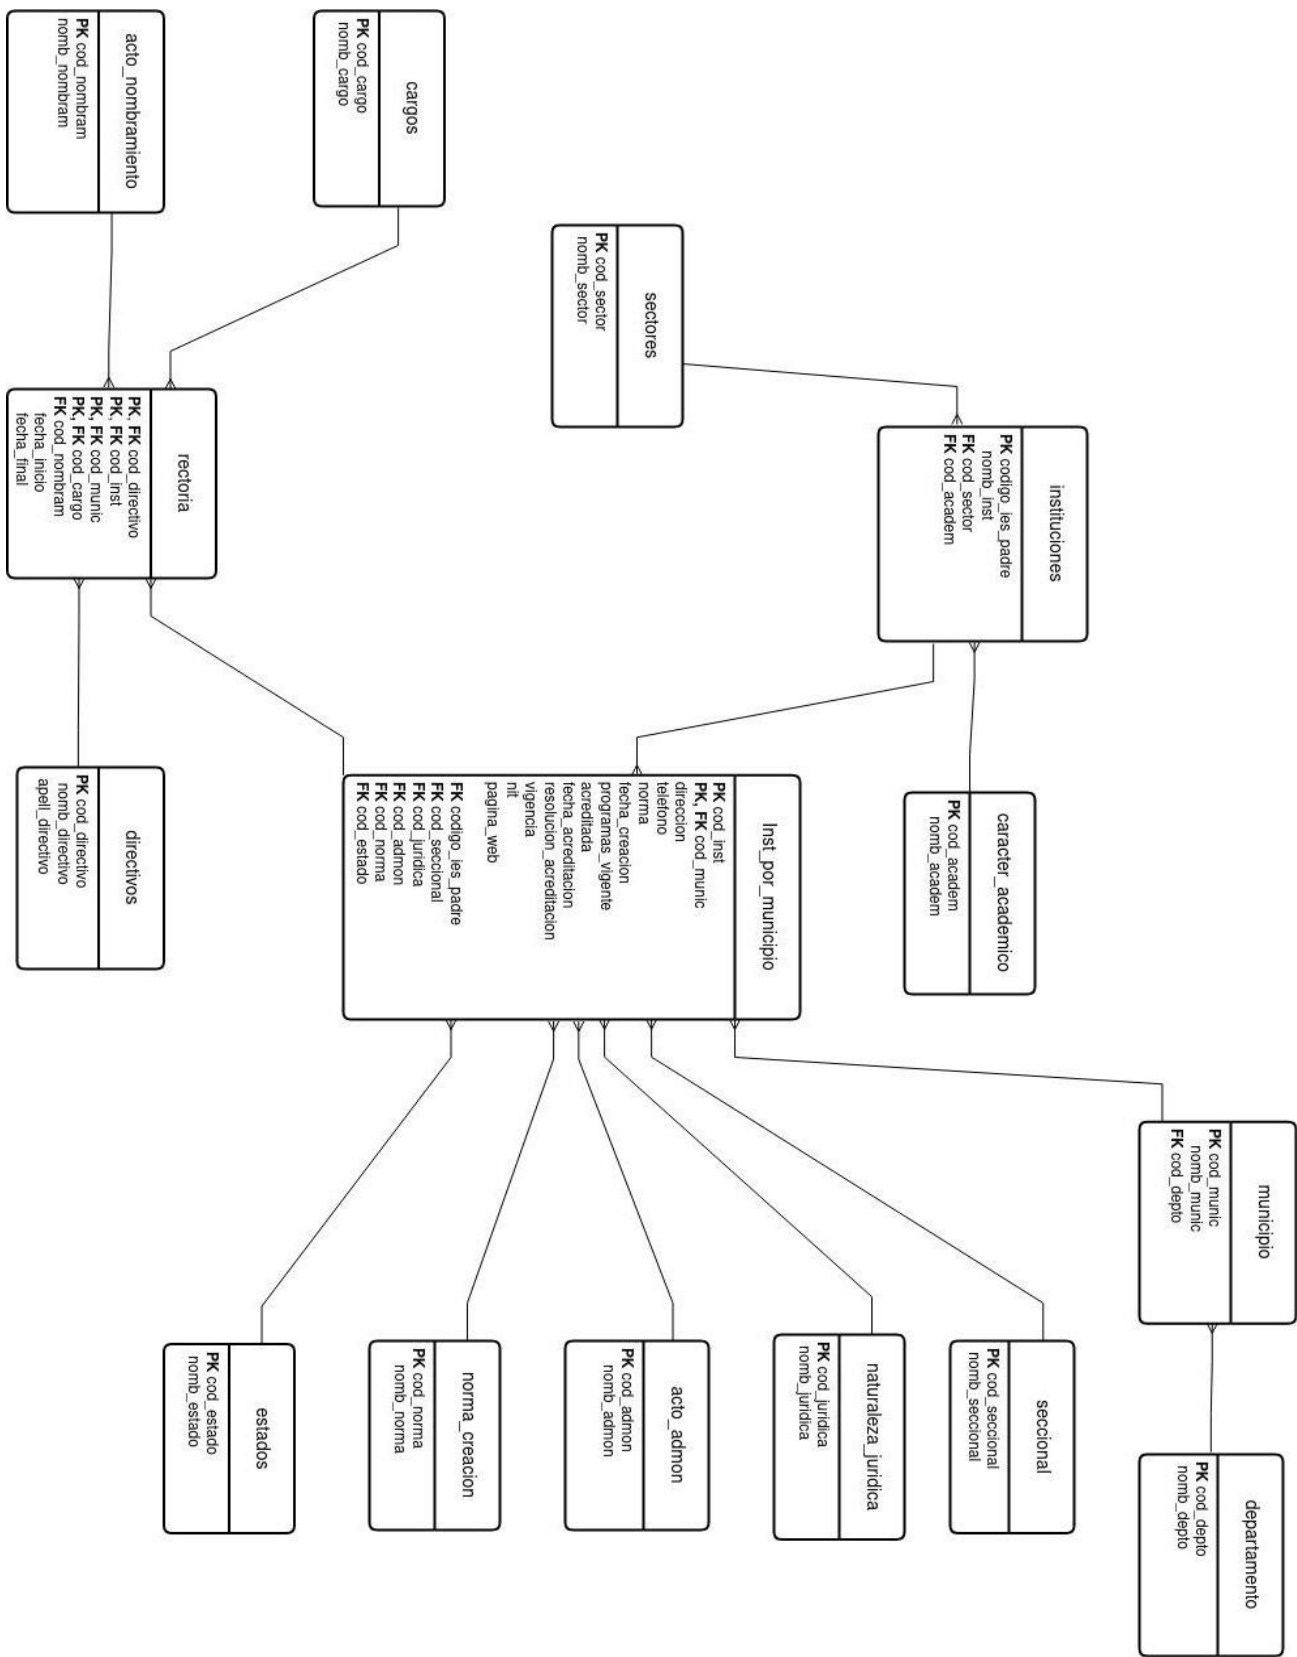 municipio
PK cod_munic
nomb_munic
FK cod_depto
departamento
PK cod_depto
nomb_depto
instituciones
PK codigo_ies_padre
nomb_inst
FK cod_sector
FK cod_academ
caracter_academico
PK cod_academ
nomb_academ
seccional
PK cod_seccional
nomb_seccional
sectores
PK cod_sector
nomb_sector
Inst_por_municipio
PK cod_inst
PK, FK cod_munic
direccion
telefono
norma
fecha_creacion
programas_vigente
acreditada
fecha_acreditacion
resolucion_acreditacion
vigencia
nit
pagina_web
FK codigo_ies_padre
FK cod_seccional
FK cod_juridica
FK cod_admon
FK cod_norma
FK cod_estado
naturaleza_juridica
PK cod_juridica
nomb_juridica
acto_admon
PK cod_admon
nomb_admon
cargos
PK cod_cargo
nomb_cargo
norma_creacion
PK cod_norma
nomb_norma
estados
PK cod_estado
nomb_estado
acto_nombramiento
PK cod_nombram
nomb_nombram
rectoria
PK, FK cod_directivo
PK, FK cod_inst
PK, FK cod_munic
PK, FK cod_cargo
FK cod_nombram
fecha_inicio
fecha_final
directivos
PK cod_directivo
nomb_directivo
apell_directivo